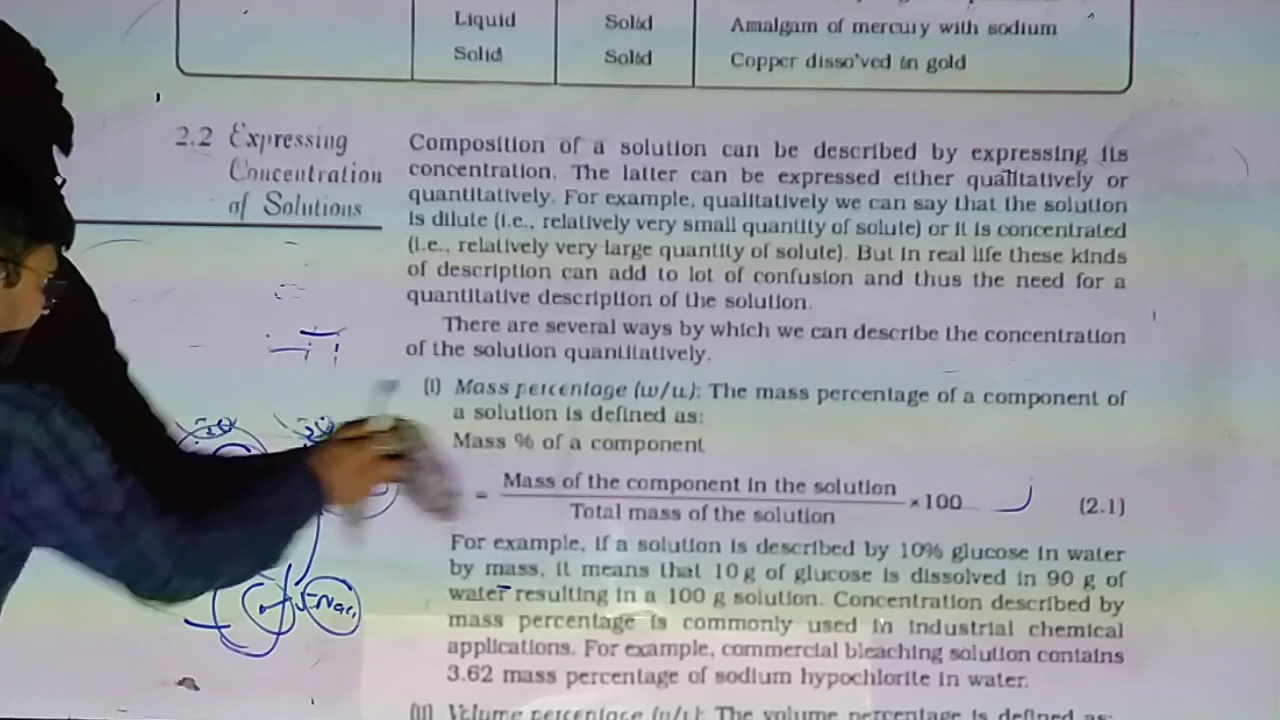 Liquid Solid Amalgam of mercury with sodium
Solid Solid Copper dissolved in gold
2.2 Expressing
Concentration
of Solutions
Composition of a solution can be described by expressing its
concentration. The latter can be expressed either qualitatively or
quantitatively. For example, qualitatively we can say that the solution
is dilute (i.e., relatively very small quantity of solute) or it is concentrated
(i.e., relatively very large quantity of solute). But in real life these kinds
of description can add to lot of confusion and thus the need for a
quantitative description of the solution.
There are several ways by which we can describe the concentration
of the solution quantitatively.
(i) Mass percentage (w/w): The mass percentage of a component of
a solution is defined as:
Mass % of a component
= Mass of the component in the solution
Total mass of the solution
×100 (2.1)
For example, if a solution is described by 10% glucose in water
by mass, it means that 10 g of glucose is dissolved in 90 g of
water resulting in a 100 g solution. Concentration described by
mass percentage is commonly used in industrial chemical
applications. For example, commercial bleaching solution contains
3.62 mass percentage of sodium hypochlorite in water.
(ii) Volume percentage (v/v): The volume percentage is defined as: